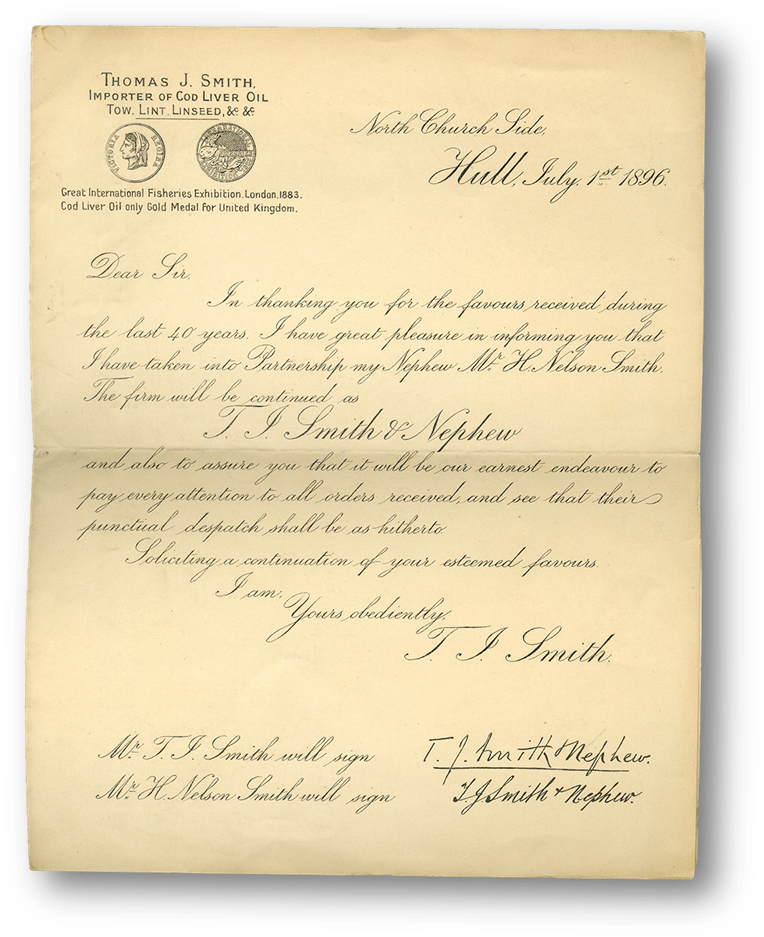 THOMAS J. SMITH,
IMPORTER OF COD LIVER OIL
TOW, LINT, LINSEED, &c &c
VICTORIA REGINA
Great International Fisheries Exhibition. London, 1883.
Cod Liver Oil only Gold Medal for United Kingdom.
North Church Side,
Hull, July, 1st 1896.
Dear Sir,
In thanking you for the favours received during
the last 40 years. I have great pleasure in informing you that
I have taken into Partnership my Nephew Mr. H. Nelson Smith.
The firm will be continued as
T. J. Smith & Nephew
and also to assure you that it will be our earnest endeavour to
pay every attention to all orders received, and see that their
punctual despatch shall be as hitherto.
Soliciting a continuation of your esteemed favours.
I am,
Yours obediently,
T. J. Smith.
Mr. T. J. Smith will sign T. J. Smith & Nephew.
Mr. H. Nelson Smith will sign T J Smith & Nephew.